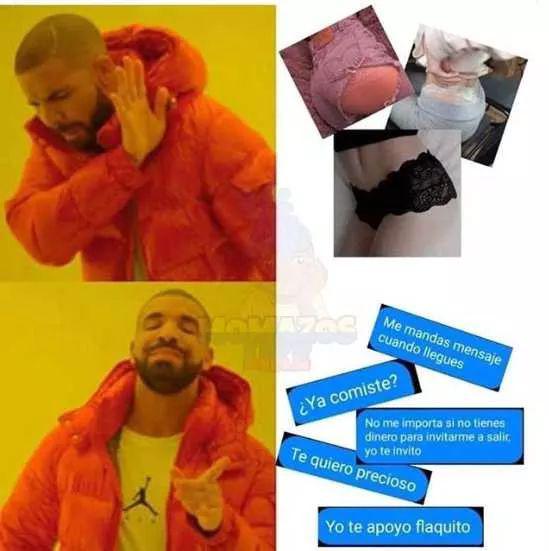 MOMAZOS
Me mandas mensaje
cuando llegues
¿Ya comiste?
No me importa si no tienes
dinero para invitarme a salir,
yo te invito
Te quiero precioso
Yo te apoyo flaquito